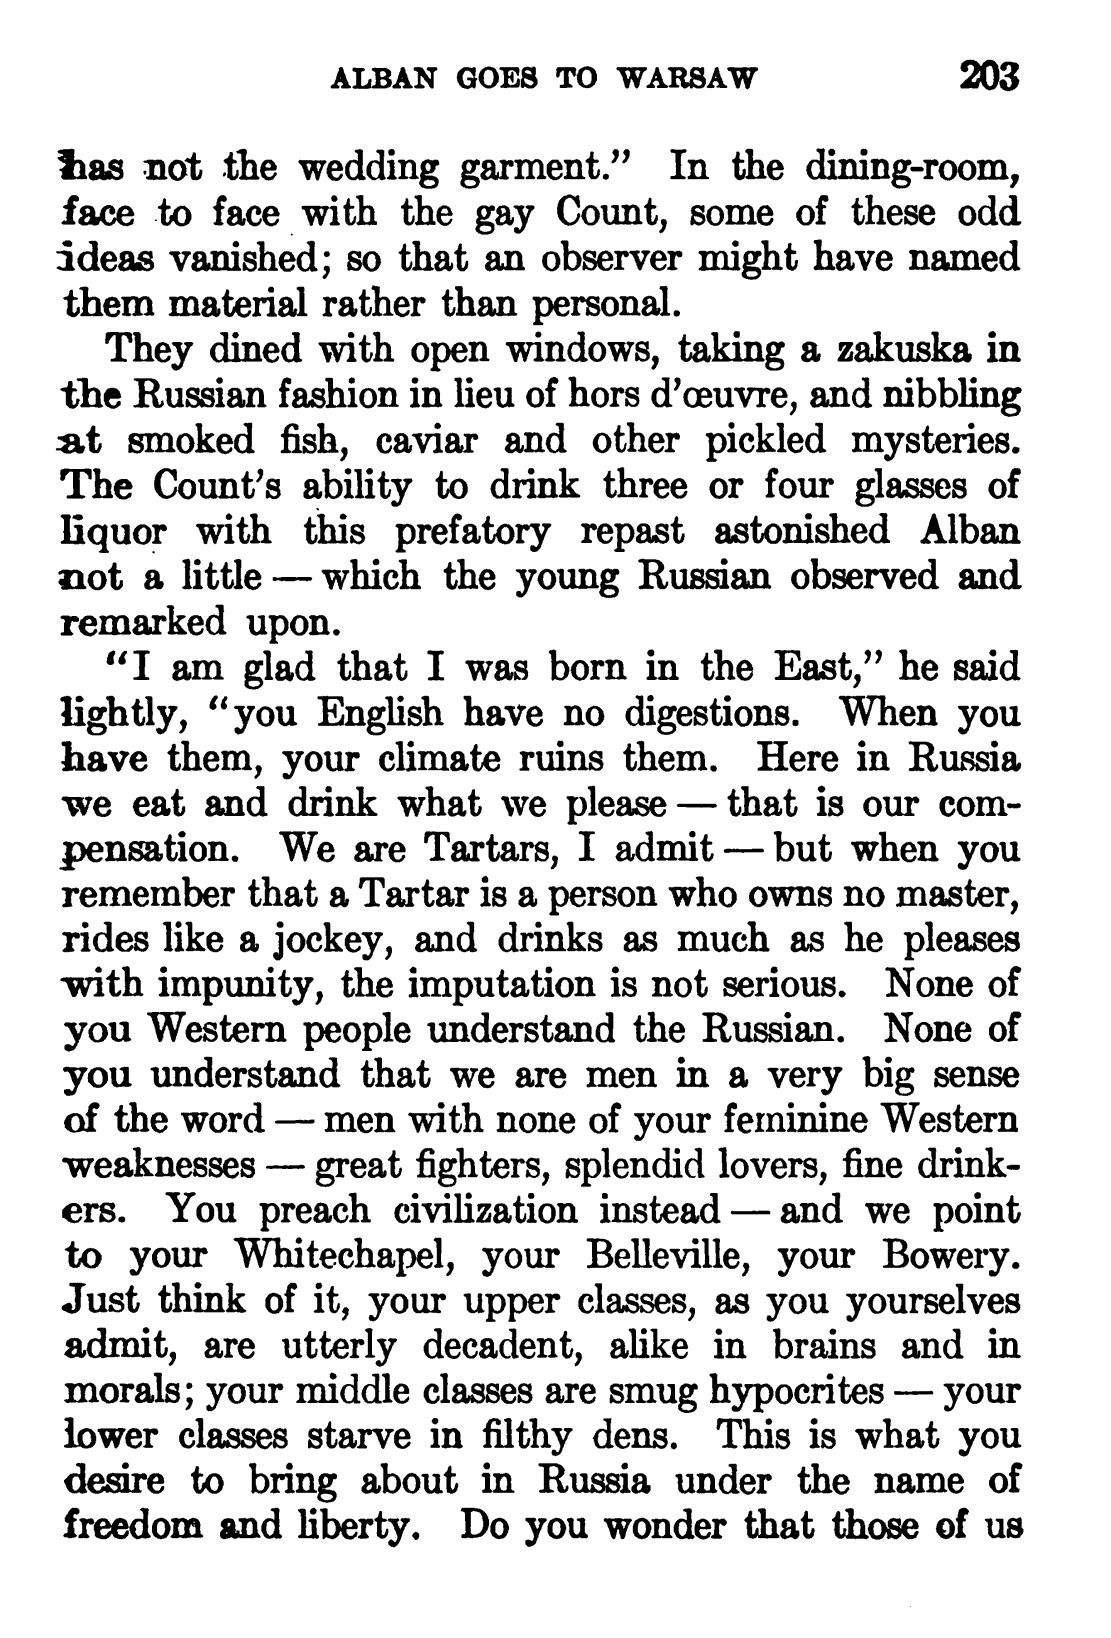 ALBAN GOES TO WARSAW 203
has not the wedding garment.” In the dining-room,
face to face with the gay Count, some of these odd
ideas vanished; so that an observer might have named
them material rather than personal.
They dined with open windows, taking a zakuska in
the Russian fashion in lieu of hors d’œuvre, and nibbling
at smoked fish, caviar and other pickled mysteries.
The Count’s ability to drink three or four glasses of
liquor with this prefatory repast astonished Alban
not a little — which the young Russian observed and
remarked upon.
“I am glad that I was born in the East,” he said
lightly, “you English have no digestions. When you
have them, your climate ruins them. Here in Russia
we eat and drink what we please — that is our com-
pensation. We are Tartars, I admit — but when you
remember that a Tartar is a person who owns no master,
rides like a jockey, and drinks as much as he pleases
with impunity, the imputation is not serious. None of
you Western people understand the Russian. None of
you understand that we are men in a very big sense
of the word — men with none of your feminine Western
weaknesses — great fighters, splendid lovers, fine drink-
ers. You preach civilization instead — and we point
to your Whitechapel, your Belleville, your Bowery.
Just think of it, your upper classes, as you yourselves
admit, are utterly decadent, alike in brains and in
morals; your middle classes are smug hypocrites — your
lower classes starve in filthy dens. This is what you
desire to bring about in Russia under the name of
freedom and liberty. Do you wonder that those of us